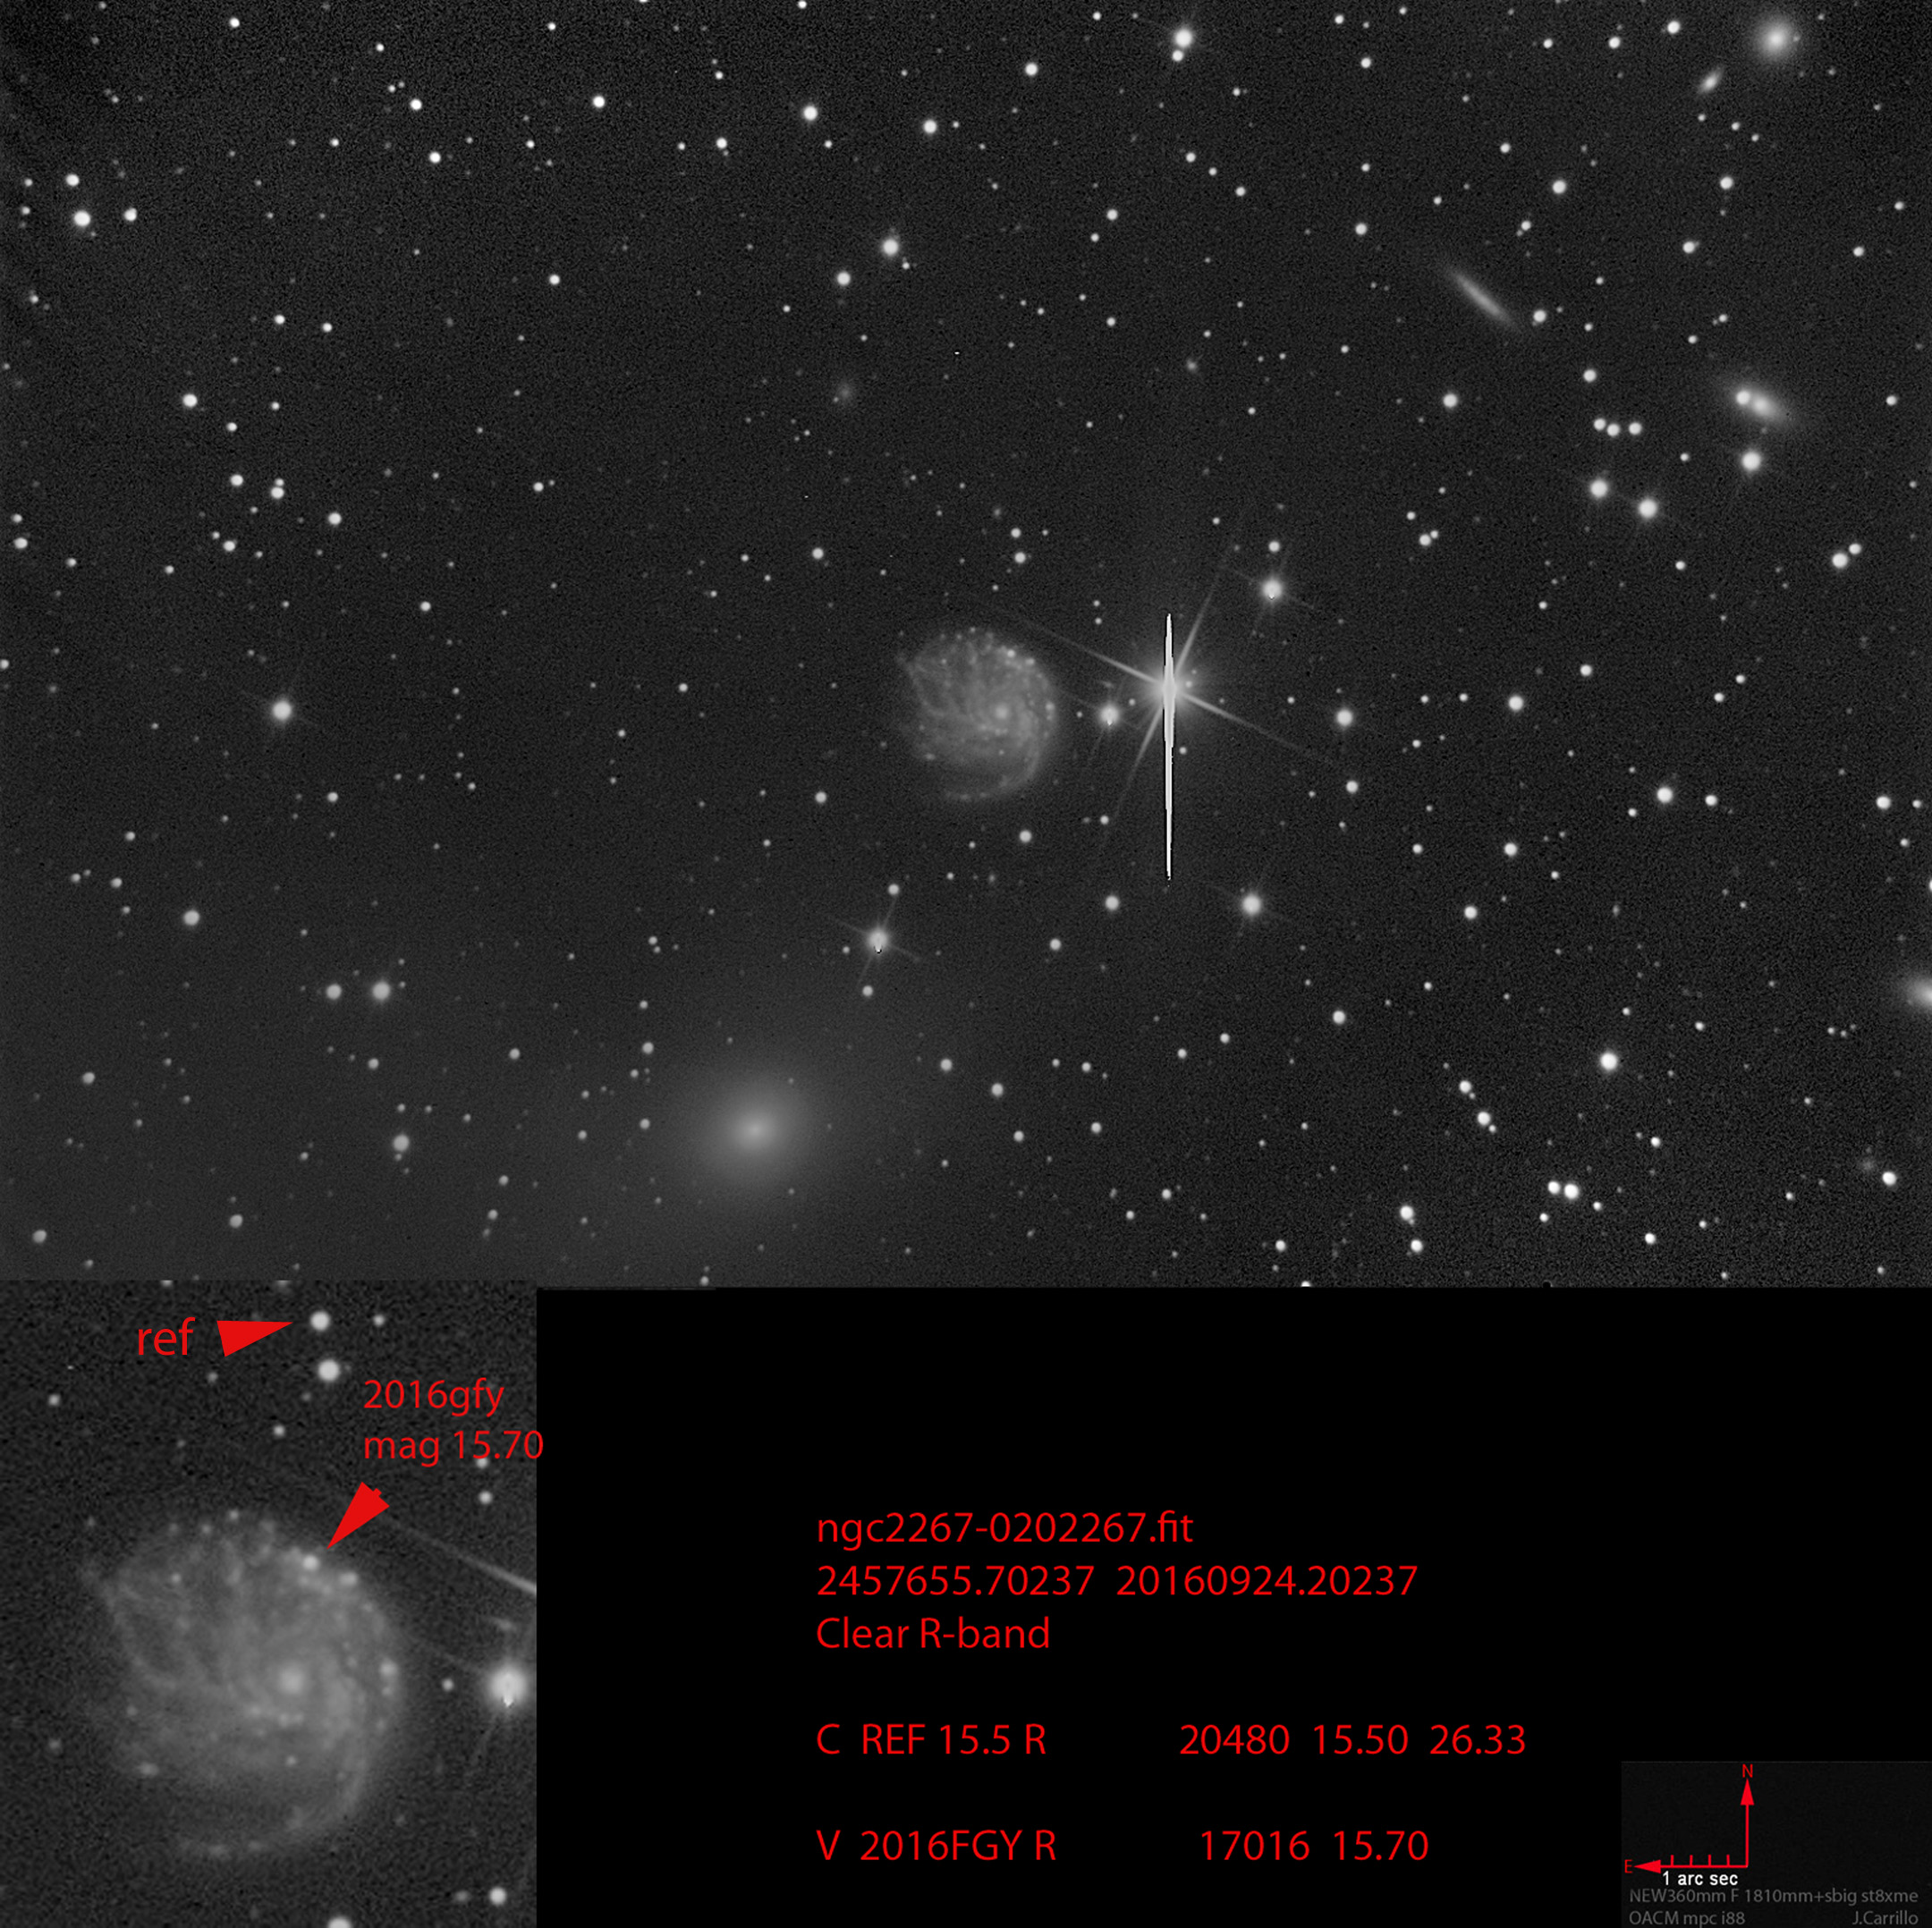 ref
2016gfy
mag 15.70
ngc2267-0202267.fit
2457655.70237 20160924.20237
Clear R-band
C REF 15.5 R 20480 15.50 26.33
V 2016FGY R 17016 15.70
N
E
1 arc sec
NEW360mm F 1810mm+sbig st8xme
OACM mpc i88 J.Carrillo